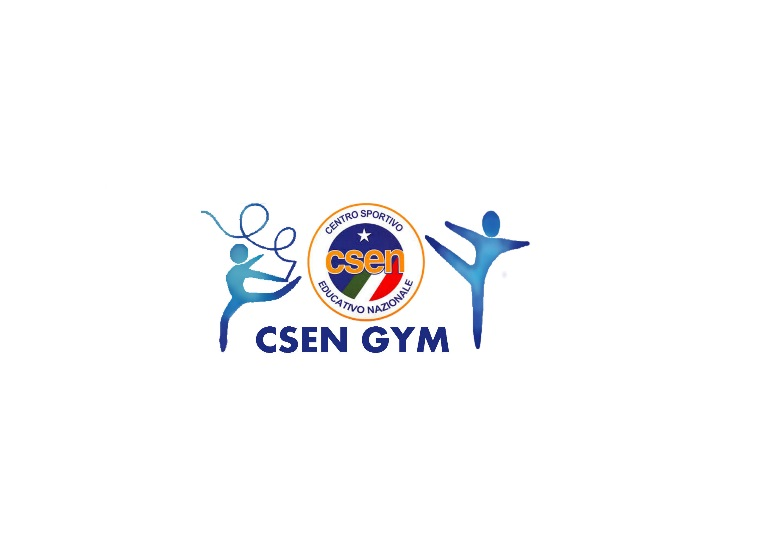 CENTRO SPORTIVO
csen
EDUCATIVO NAZIONALE
CSEN GYM